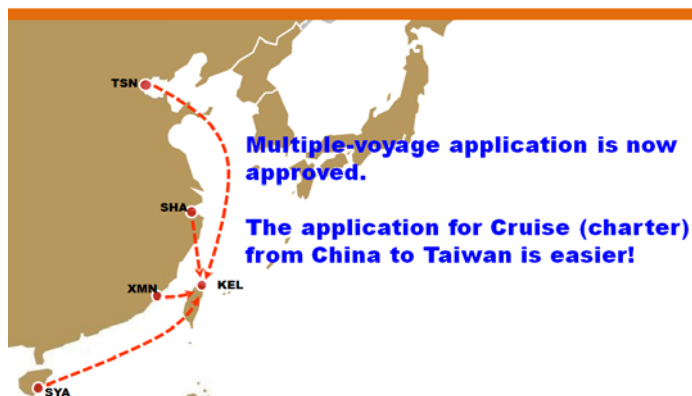 TSN
Multiple-voyage application is now
approved.
SHA
The application for Cruise (charter)
from China to Taiwan is easier!
XMN
KEL
SYA